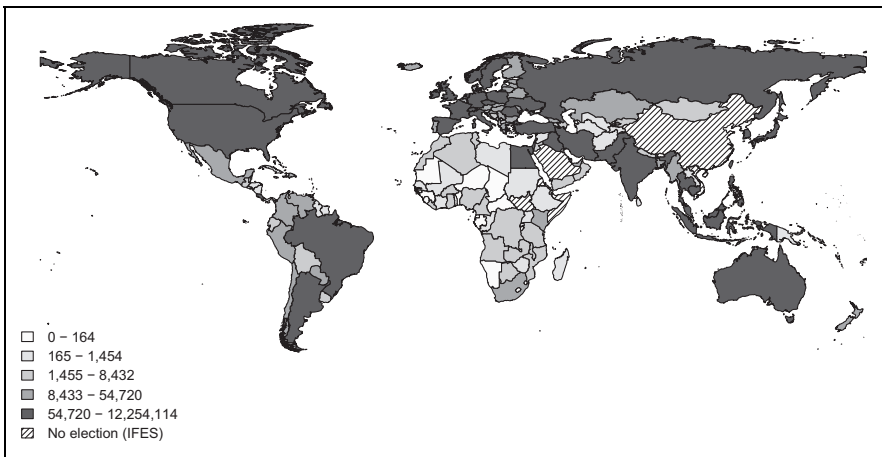 0 − 164
165 − 1,454
1,455 − 8,432
8,433 − 54,720
54,720 − 12,254,114
No election (IFES)